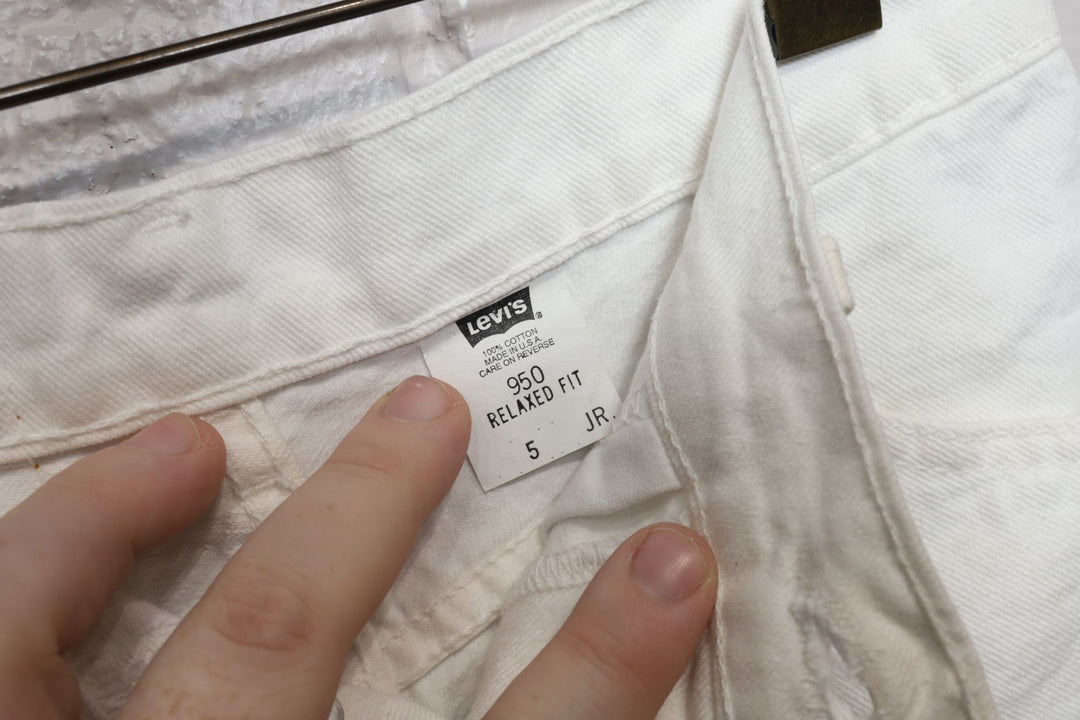 Levi's®
100% COTTON
MADE IN U.S.A.
CARE ON REVERSE
950
RELAXED FIT
5 JR.